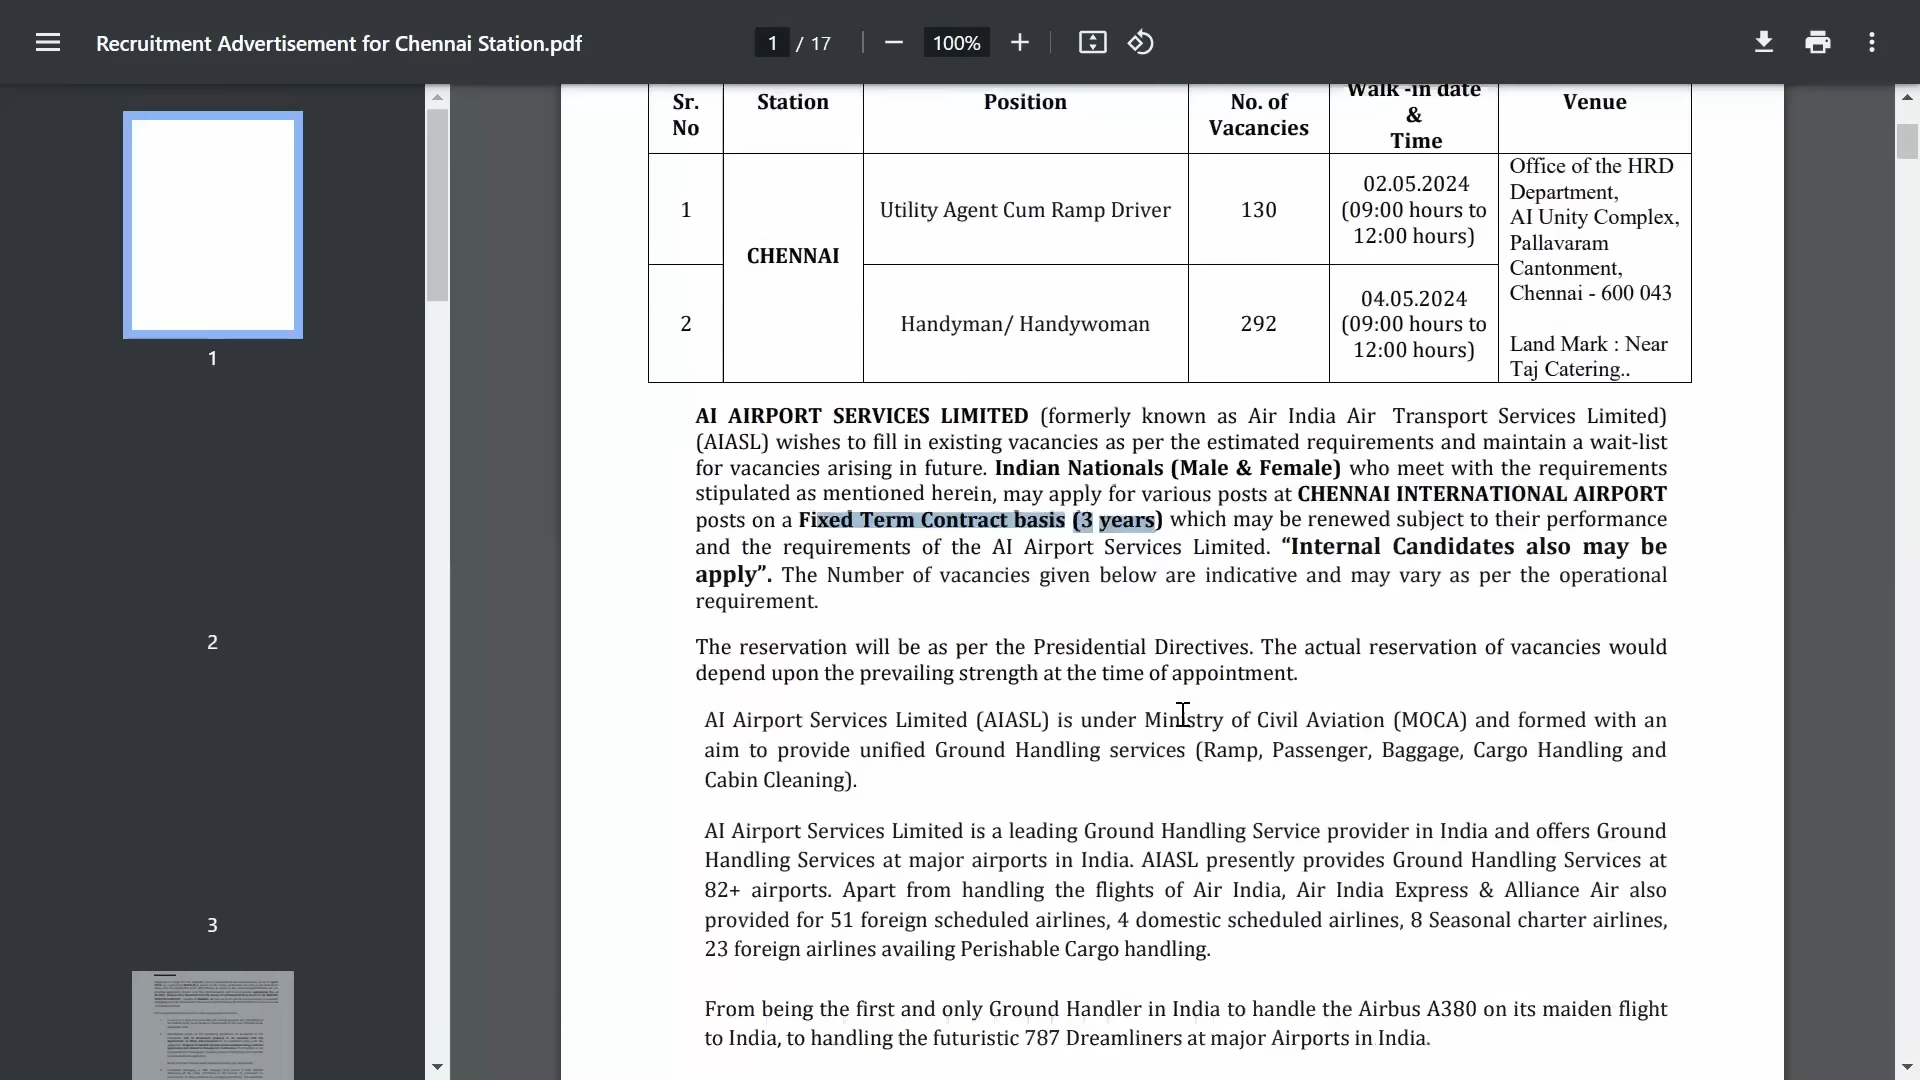 Recruitment Advertisement for Chennai Station.pdf
1 / 17
100%
1
2
3
Sr. No
Station
Position
No. of Vacancies
Walk -in date & Time
Venue
1
CHENNAI
Utility Agent Cum Ramp Driver
130
02.05.2024
(09:00 hours to
12:00 hours)
Office of the HRD
Department,
AI Unity Complex,
Pallavaram
Cantonment,
Chennai - 600 043
Land Mark : Near
Taj Catering..
2
Handyman/ Handywoman
292
04.05.2024
(09:00 hours to
12:00 hours)
AI AIRPORT SERVICES LIMITED (formerly known as Air India Air Transport Services Limited)
(AIASL) wishes to fill in existing vacancies as per the estimated requirements and maintain a wait-list
for vacancies arising in future. Indian Nationals (Male & Female) who meet with the requirements
stipulated as mentioned herein, may apply for various posts at CHENNAI INTERNATIONAL AIRPORT
posts on a Fixed Term Contract basis (3 years) which may be renewed subject to their performance
and the requirements of the AI Airport Services Limited. “Internal Candidates also may be
apply”. The Number of vacancies given below are indicative and may vary as per the operational
requirement.
The reservation will be as per the Presidential Directives. The actual reservation of vacancies would
depend upon the prevailing strength at the time of appointment.
AI Airport Services Limited (AIASL) is under Ministry of Civil Aviation (MOCA) and formed with an
aim to provide unified Ground Handling services (Ramp, Passenger, Baggage, Cargo Handling and
Cabin Cleaning).
AI Airport Services Limited is a leading Ground Handling Service provider in India and offers Ground
Handling Services at major airports in India. AIASL presently provides Ground Handling Services at
82+ airports. Apart from handling the flights of Air India, Air India Express & Alliance Air also
provided for 51 foreign scheduled airlines, 4 domestic scheduled airlines, 8 Seasonal charter airlines,
23 foreign airlines availing Perishable Cargo handling.
From being the first and only Ground Handler in India to handle the Airbus A380 on its maiden flight
to India, to handling the futuristic 787 Dreamliners at major Airports in India.